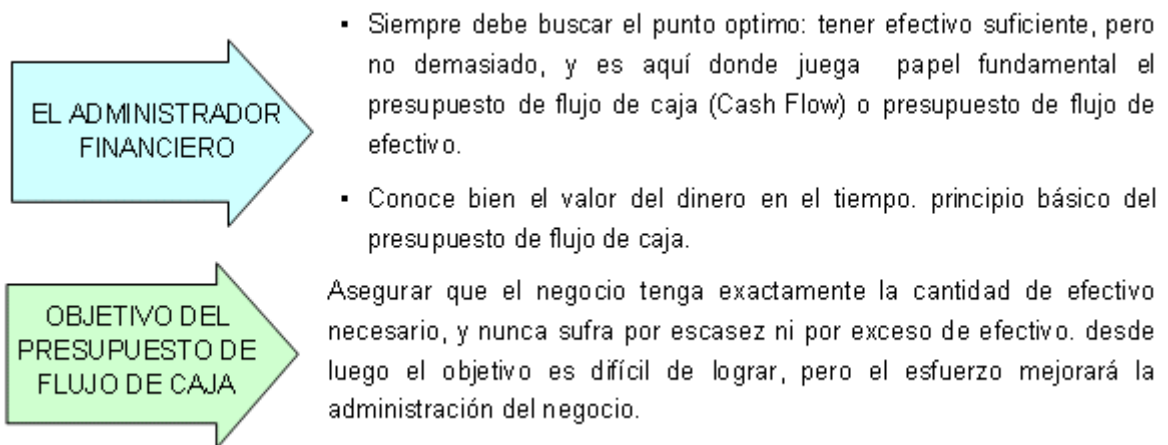 EL ADMINISTRADOR
FINANCIERO
▪ Siempre debe buscar el punto optimo: tener efectivo suficiente, pero
no demasiado, y es aquí donde juega papel fundamental el
presupuesto de flujo de caja (Cash Flow) o presupuesto de flujo de
efectivo.
▪ Conoce bien el valor del dinero en el tiempo. principio básico del
presupuesto de flujo de caja.
OBJETIVO DEL
PRESUPUESTO DE
FLUJO DE CAJA
Asegurar que el negocio tenga exactamente la cantidad de efectivo
necesario, y nunca sufra por escasez ni por exceso de efectivo. desde
luego el objetivo es difícil de lograr, pero el esfuerzo mejorará la
administración del negocio.